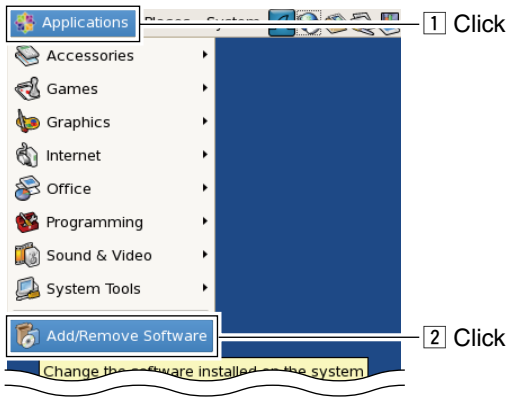 Applications Places System
1 Click
Accessories
Games
Graphics
Internet
Office
Programming
Sound & Video
System Tools
Add/Remove Software
2 Click
Change the software installed on the system